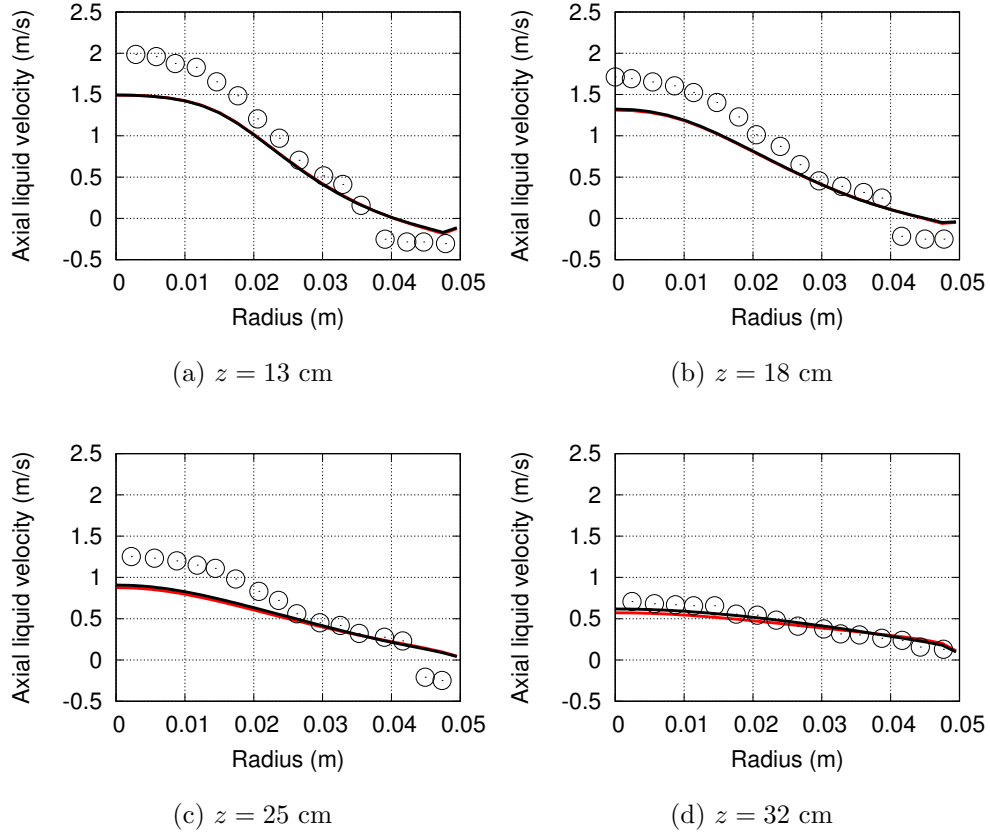 2.5
2
1.5
1
0.5
0
-0.5
Axial liquid velocity (m/s)
0 0.01 0.02 0.03 0.04 0.05
Radius (m)
(a) z = 13 cm
2.5
2
1.5
1
0.5
0
-0.5
Axial liquid velocity (m/s)
0 0.01 0.02 0.03 0.04 0.05
Radius (m)
(b) z = 18 cm
2.5
2
1.5
1
0.5
0
-0.5
Axial liquid velocity (m/s)
0 0.01 0.02 0.03 0.04 0.05
Radius (m)
(c) z = 25 cm
2.5
2
1.5
1
0.5
0
-0.5
Axial liquid velocity (m/s)
0 0.01 0.02 0.03 0.04 0.05
Radius (m)
(d) z = 32 cm